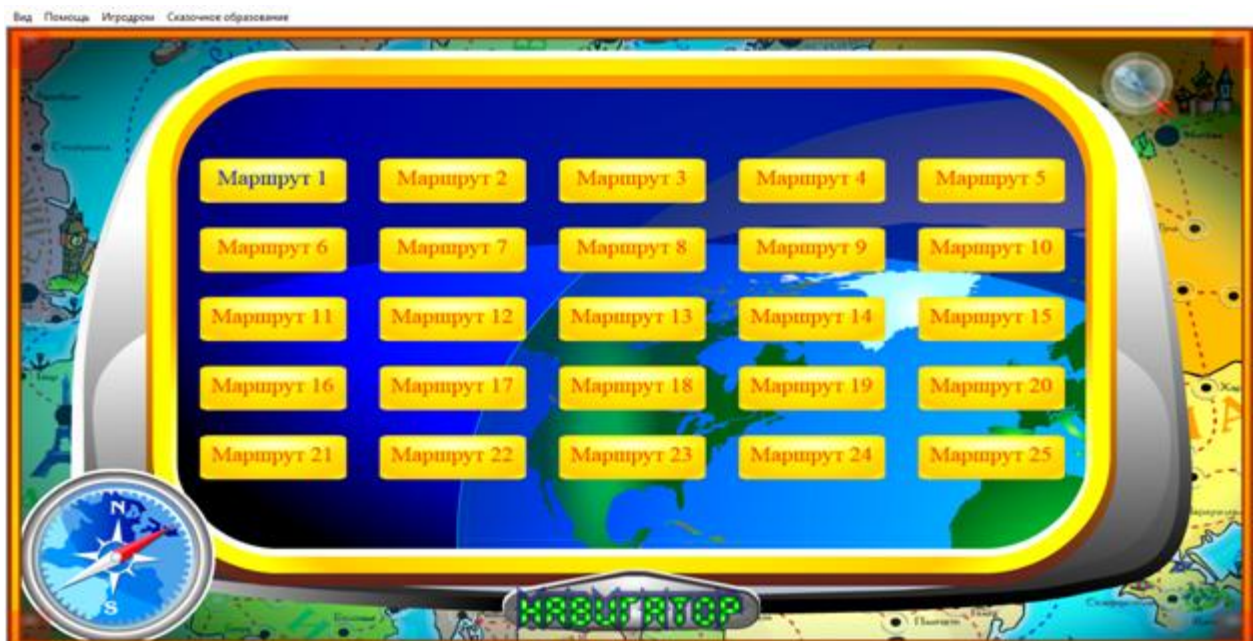 Вид Помощь Игродром Сказочное образование
Маршрут 1 Маршрут 2 Маршрут 3 Маршрут 4 Маршрут 5
Маршрут 6 Маршрут 7 Маршрут 8 Маршрут 9 Маршрут 10
Маршрут 11 Маршрут 12 Маршрут 13 Маршрут 14 Маршрут 15
Маршрут 16 Маршрут 17 Маршрут 18 Маршрут 19 Маршрут 20
Маршрут 21 Маршрут 22 Маршрут 23 Маршрут 24 Маршрут 25
N
S
НАВИГАТОР